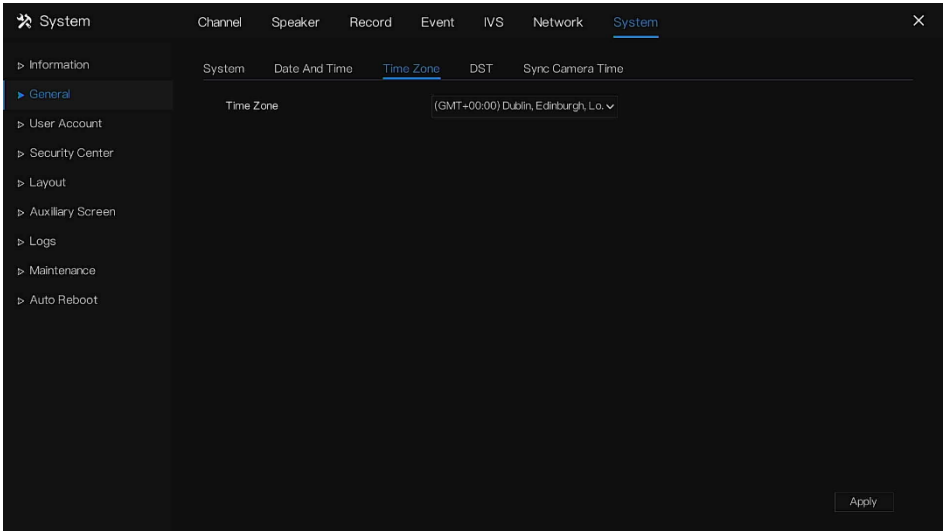 System
Channel Speaker Record Event IVS Network System
Information
General
User Account
Security Center
Layout
Auxiliary Screen
Logs
Maintenance
Auto Reboot
System Date And Time Time Zone DST Sync Camera Time
Time Zone (GMT+00:00) Dublin, Edinburgh, Lo.
Apply